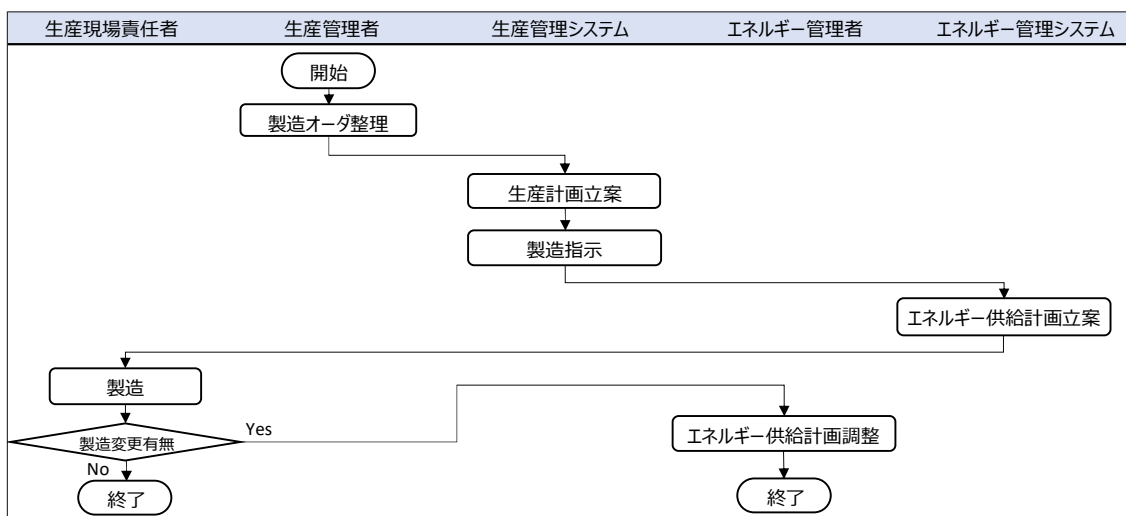 生産現場責任者
生産管理者
生産管理システム
エネルギー管理者
エネルギー管理システム
開始
製造オーダ整理
生産計画立案
製造指示
エネルギー供給計画立案
製造
製造変更有無
Yes
エネルギー供給計画調整
No
終了
終了